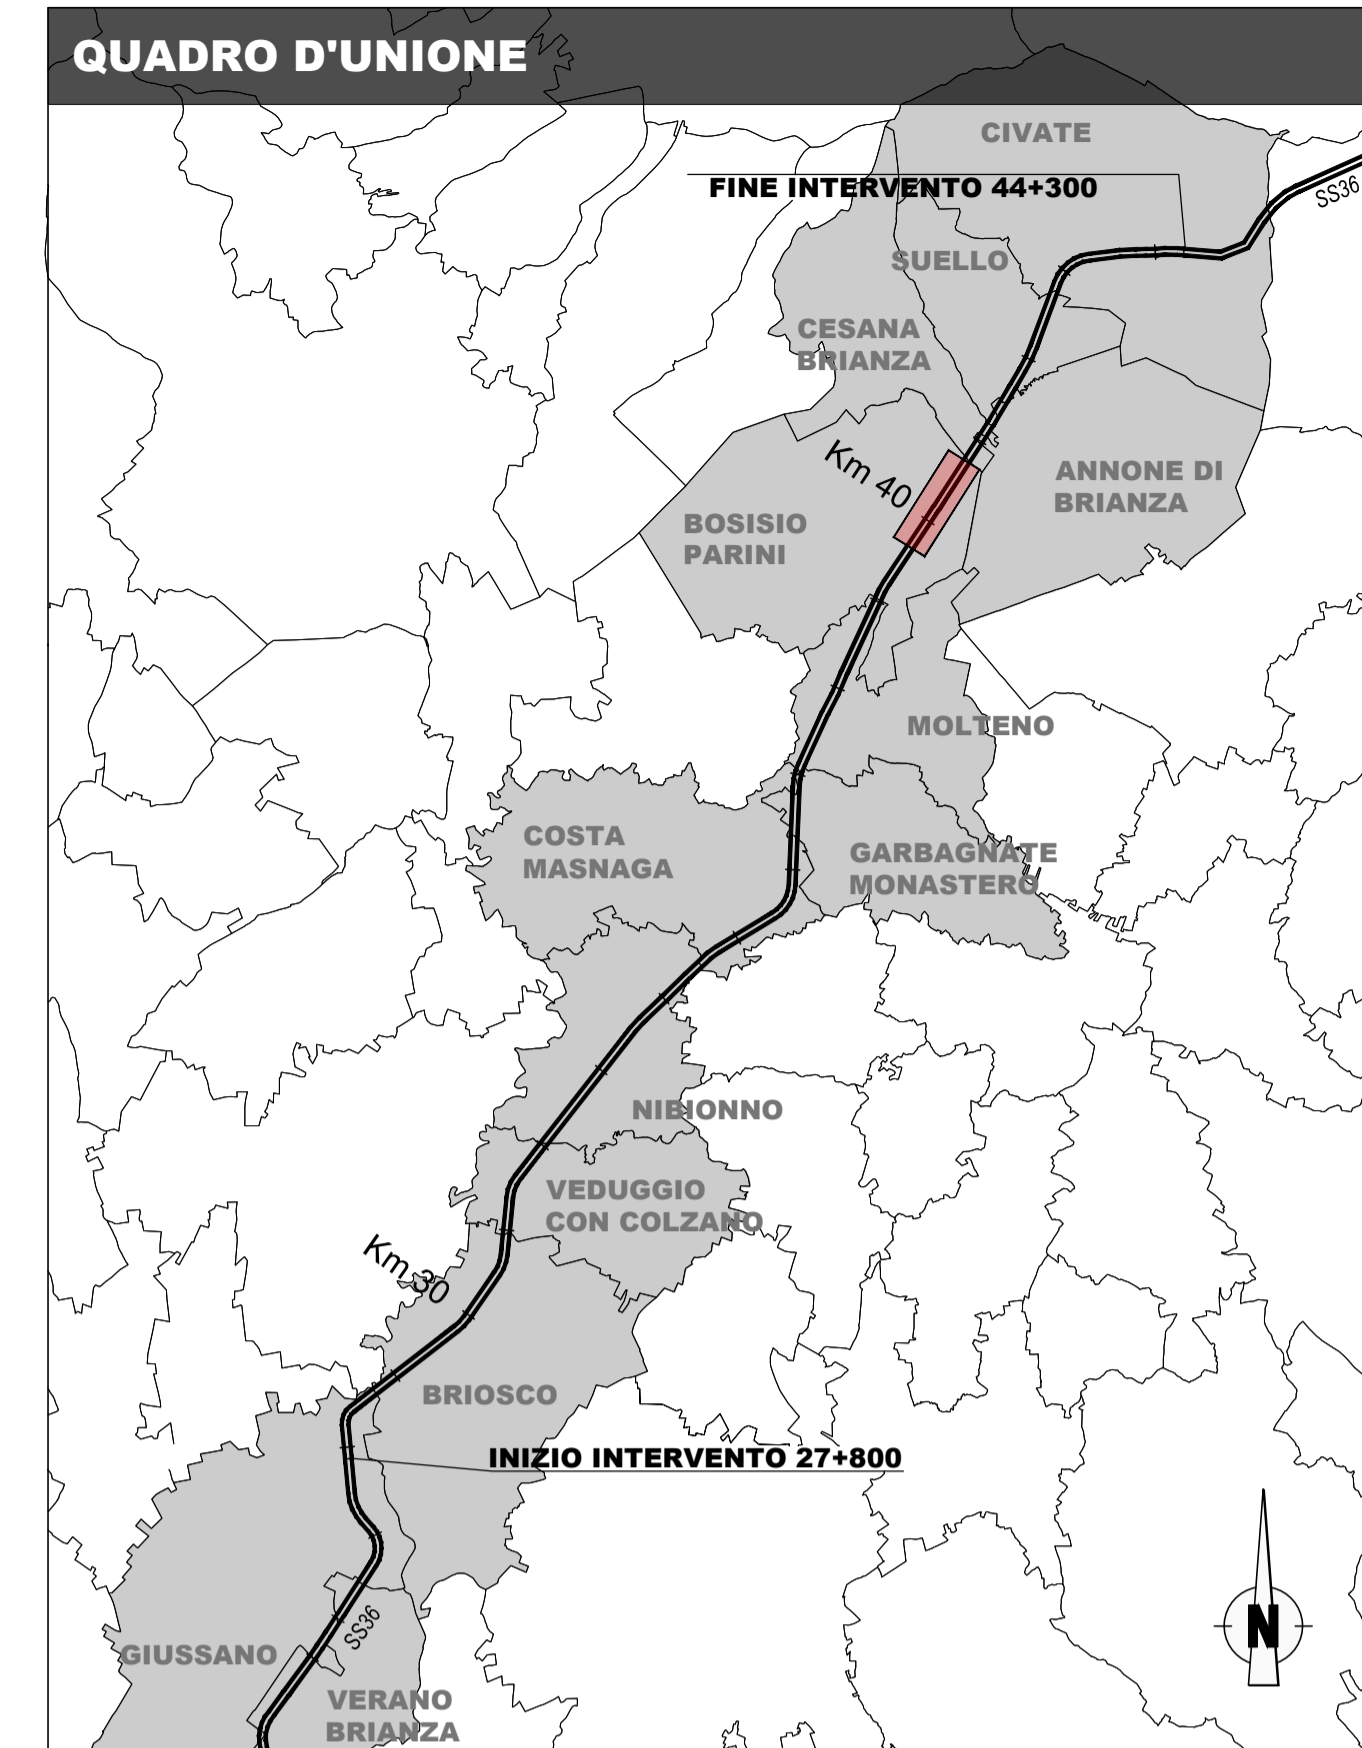 QUADRO D'UNIONE
CIVATE
FINE INTERVENTO 44+300
SS36
SUELLO
CESANA
BRIANZA
Km 40
ANNONE DI
BRIANZA
BOSISIO
PARINI
MOLTENO
COSTA
MASNAGA
GARBAGNATE
MONASTERO
NIBIONNO
VEDUGGIO
CON COLZANO
Km 30
BRIOSCO
INIZIO INTERVENTO 27+800
SS36
N
GIUSSANO
VERANO
BRIANZA